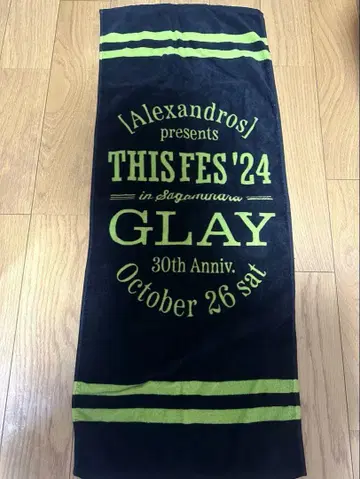 [Alexandros]
presents
THIS FES '24
in Sagamihara
GLAY
30th Anniv.
October 26 sat